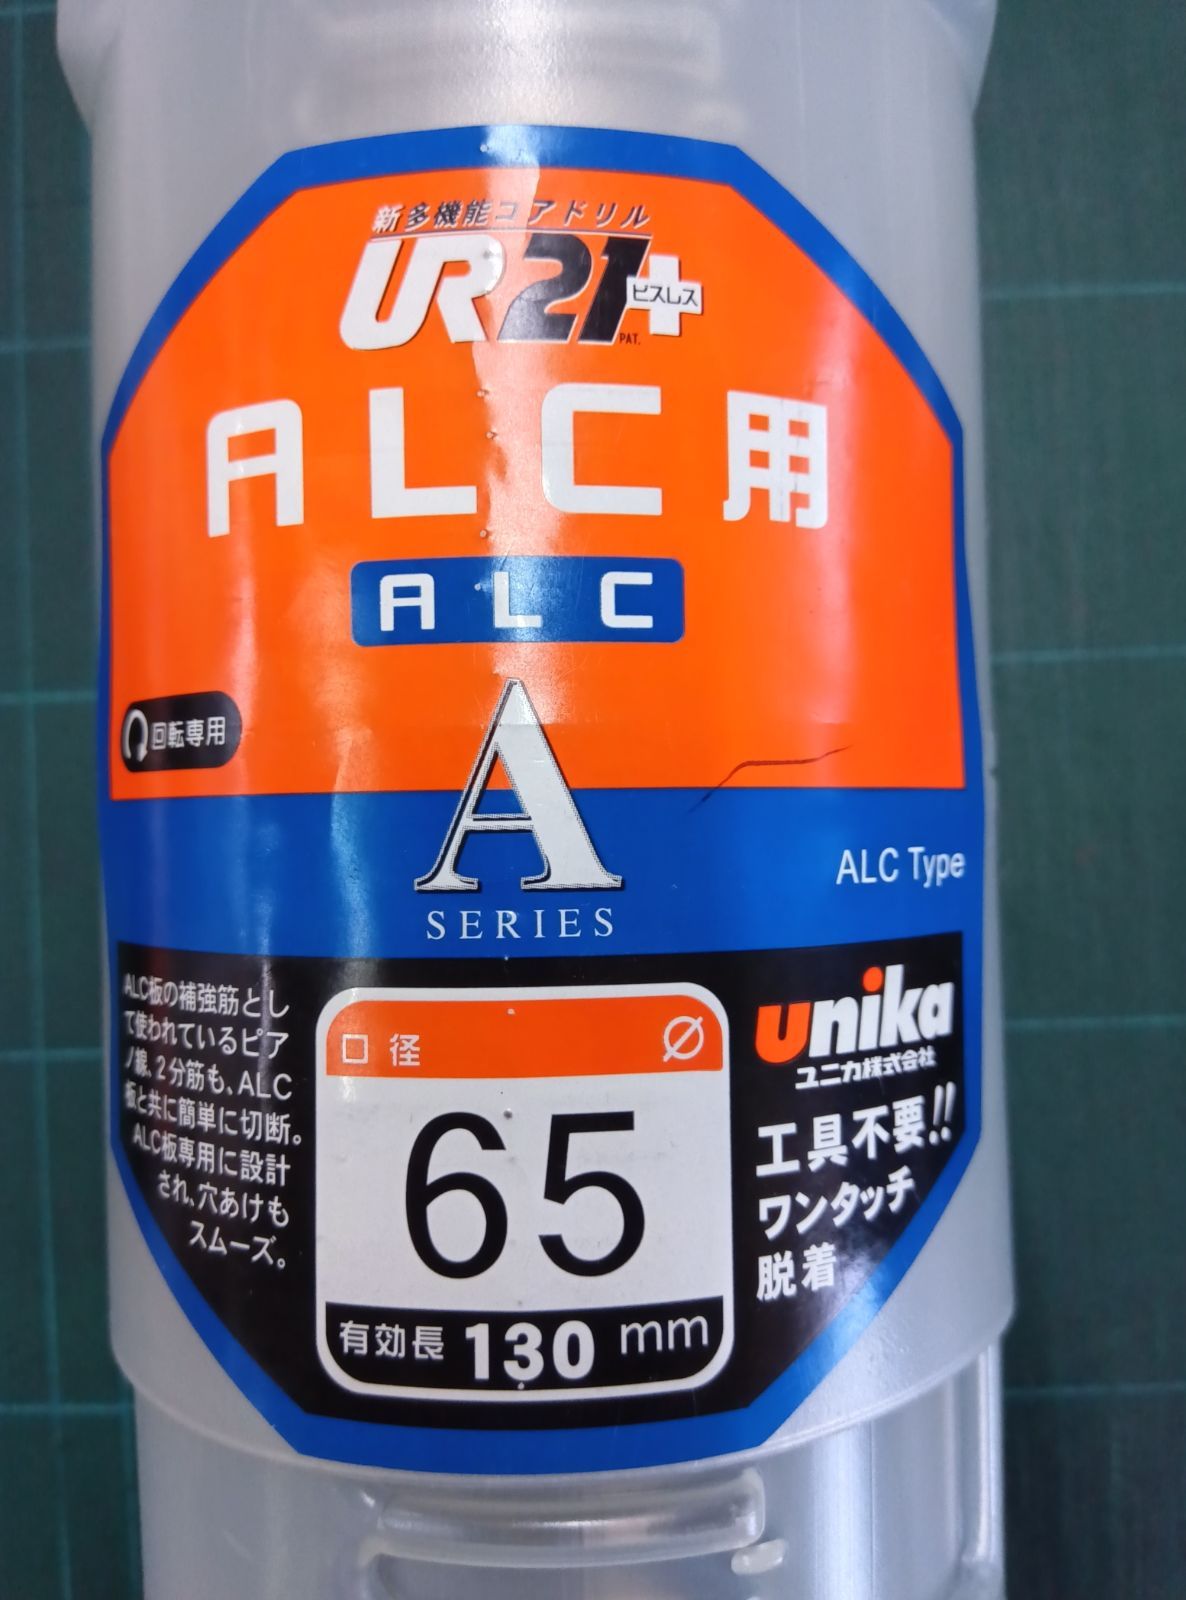 新多機能コアドリル
UR21+
ビスレス
PAT.
ALC用
ALC
回転専用
A
SERIES
ALC Type
ALC板の補強筋とし
て使われているピア
ノ線、2分筋も、ALC
板と共に簡単に切断。
ALC板専用に設計
され、穴あけも
スムーズ。
口径 ⌀
65
有効長 130 mm
unika
ユニカ株式会社
工具不要!!
ワンタッチ
脱着